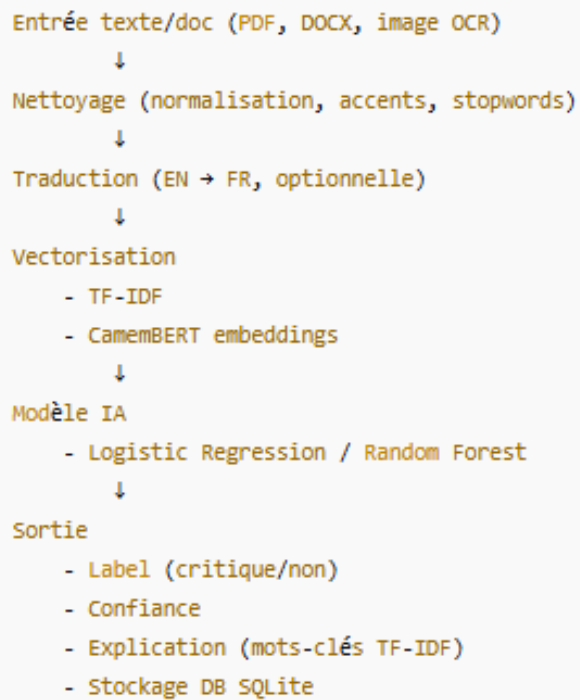 Entrée texte/doc (PDF, DOCX, image OCR)
↓
Nettoyage (normalisation, accents, stopwords)
↓
Traduction (EN → FR, optionnelle)
↓
Vectorisation
- TF-IDF
- CamemBERT embeddings
↓
Modèle IA
- Logistic Regression / Random Forest
↓
Sortie
- Label (critique/non)
- Confiance
- Explication (mots-clés TF-IDF)
- Stockage DB SQLite